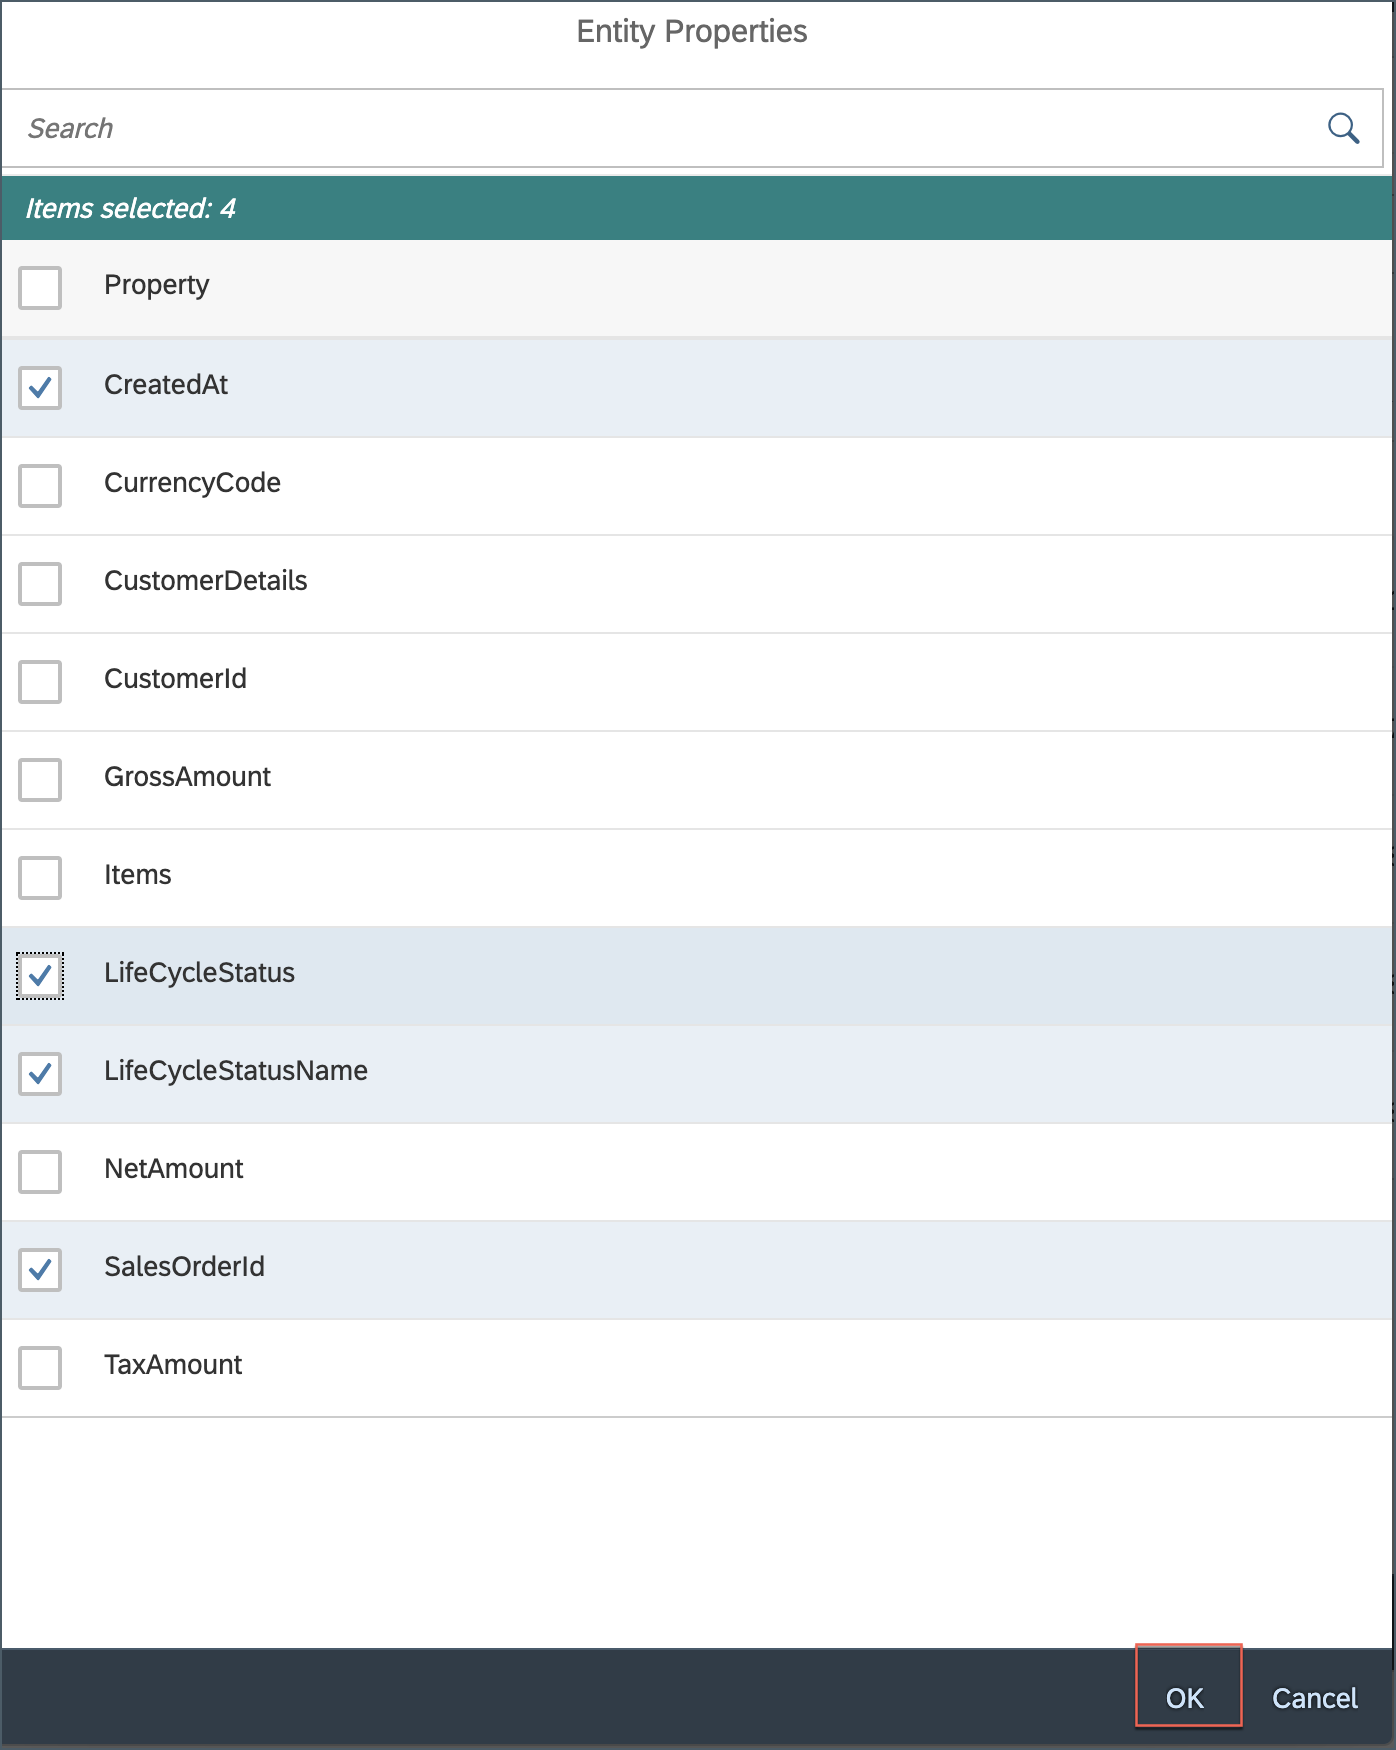 Entity Properties
Search
Items selected: 4
Property
CreatedAt
CurrencyCode
CustomerDetails
CustomerId
GrossAmount
Items
LifeCycleStatus
LifeCycleStatusName
NetAmount
SalesOrderId
TaxAmount
OK Cancel